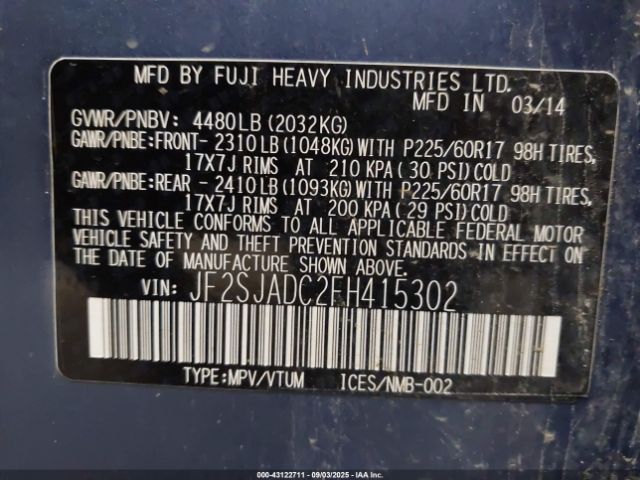 MFD BY FUJI HEAVY INDUSTRIES LTD.
MFD IN 03/14
GVWR/PNBV: 4480LB (2032KG)
GAWR/PNBE:FRONT- 2310LB (1048KG) WITH P225/60R17 98H TIRES,
17X7J RIMS AT 210 KPA ( 30 PSI) COLD
GAWR/PNBE:REAR - 2410LB (1093KG) WITH P225/60R17 98H TIRES,
17X7J RIMS AT 200 KPA ( 29 PSI) COLD
THIS VEHICLE CONFORMS TO ALL APPLICABLE FEDERAL MOTOR
VEHICLE SAFETY AND THEFT PREVENTION STANDARDS IN EFFECT
ON THE DATE OF MANUFACTURE SHOWN ABOVE.
VIN: JF2SJADC2FH415302
TYPE:MPV/VTUM ICES/NMB-002
000-43122711 - 09/03/2025 - IAA Inc.